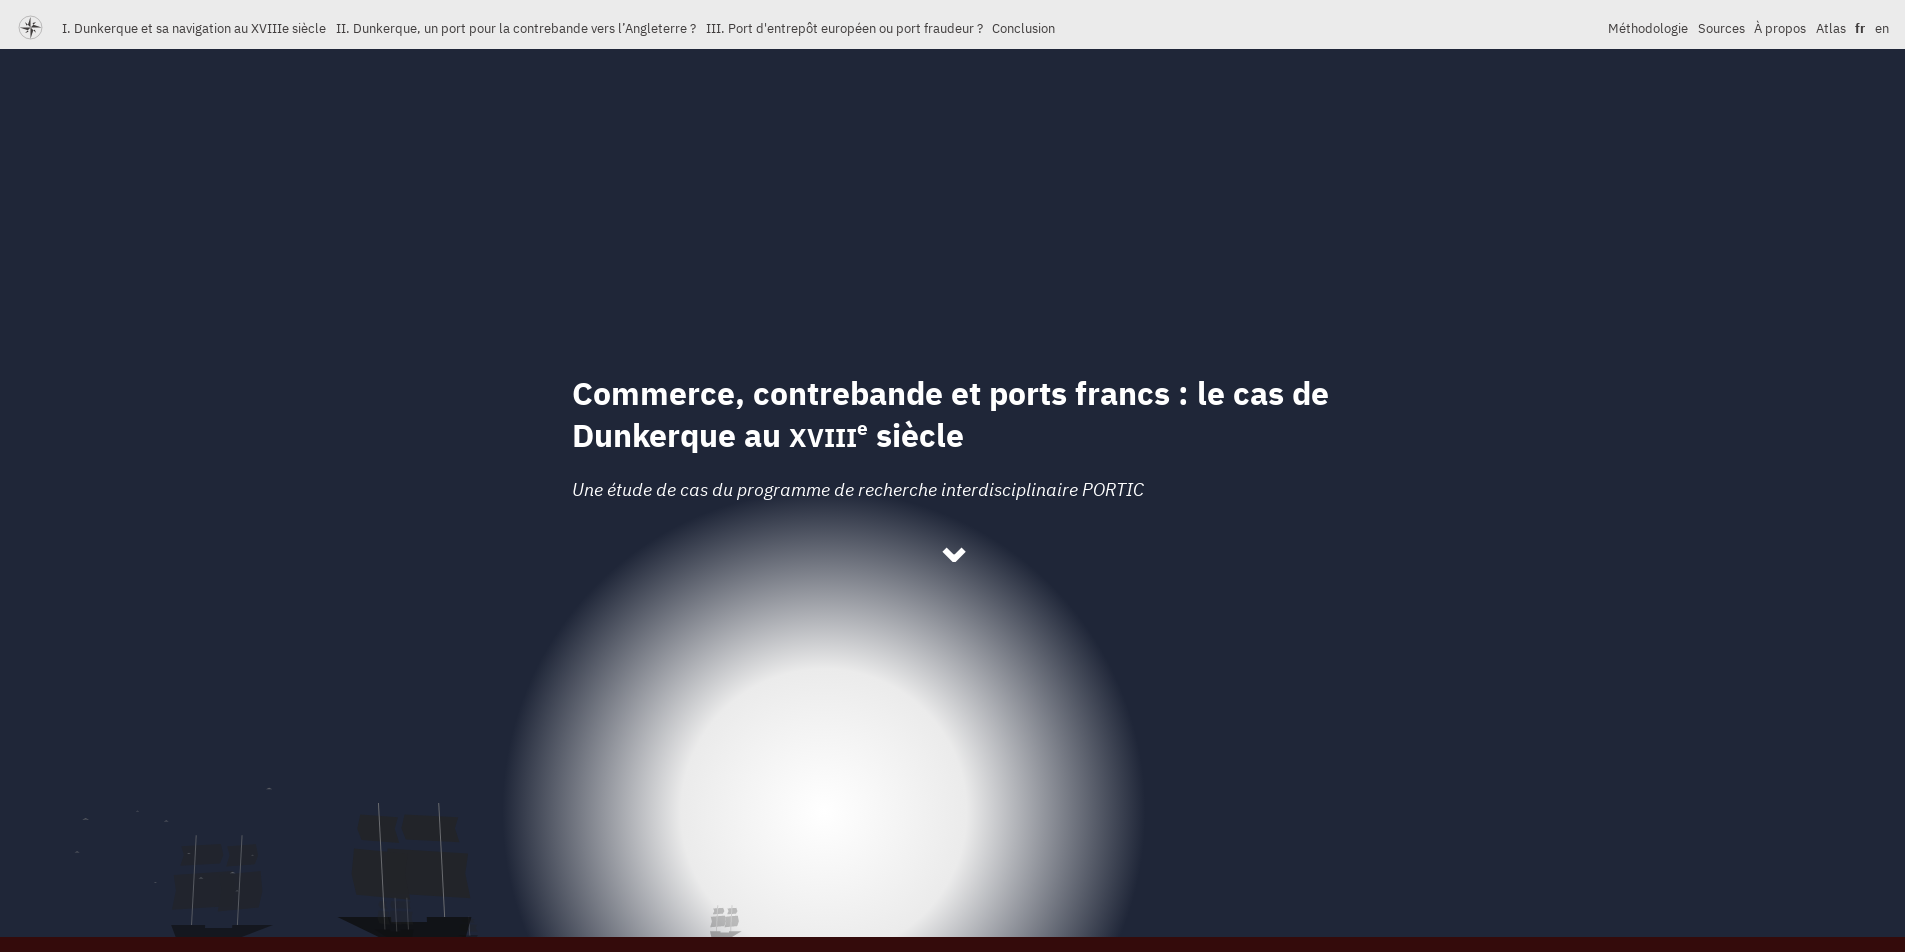 I. Dunkerque et sa navigation au XVIIIe siècle II. Dunkerque, un port pour la contrebande vers l’Angleterre ? III. Port d'entrepôt européen ou port fraudeur ? Conclusion Méthodologie Sources À propos Atlas fr en
Commerce, contrebande et ports francs : le cas de
Dunkerque au XVIIIe siècle
Une étude de cas du programme de recherche interdisciplinaire PORTIC